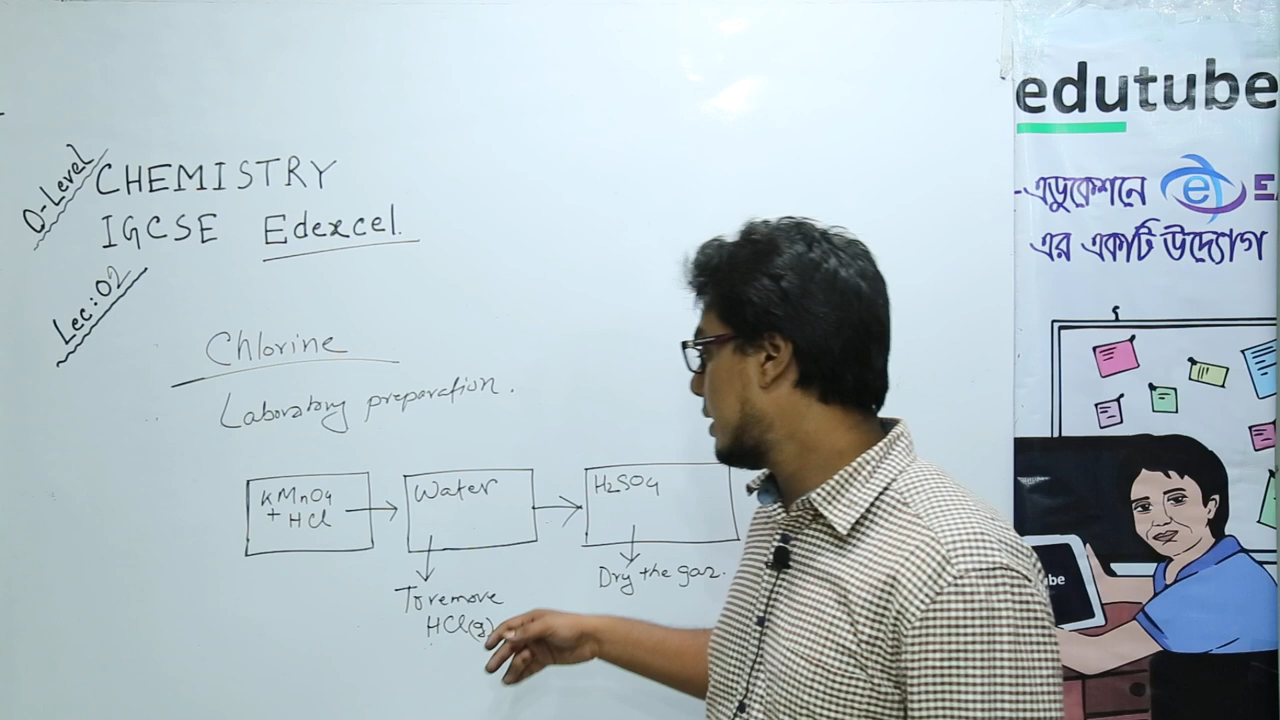 O-Level
CHEMISTRY
IGCSE Edexcel.
Lec: 02
Chlorine
Laboratory preparation.
KMnO4
+ HCl
Water
H2SO4
To remove
HCl(g)
Dry the gas.
edutube
-এডুকেশনে
এর একটি উদ্যোগ